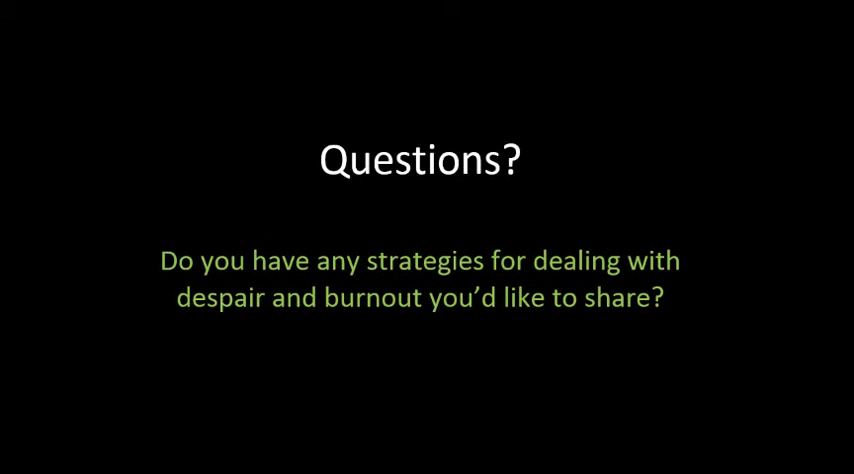 Questions?
Do you have any strategies for dealing with
despair and burnout you’d like to share?